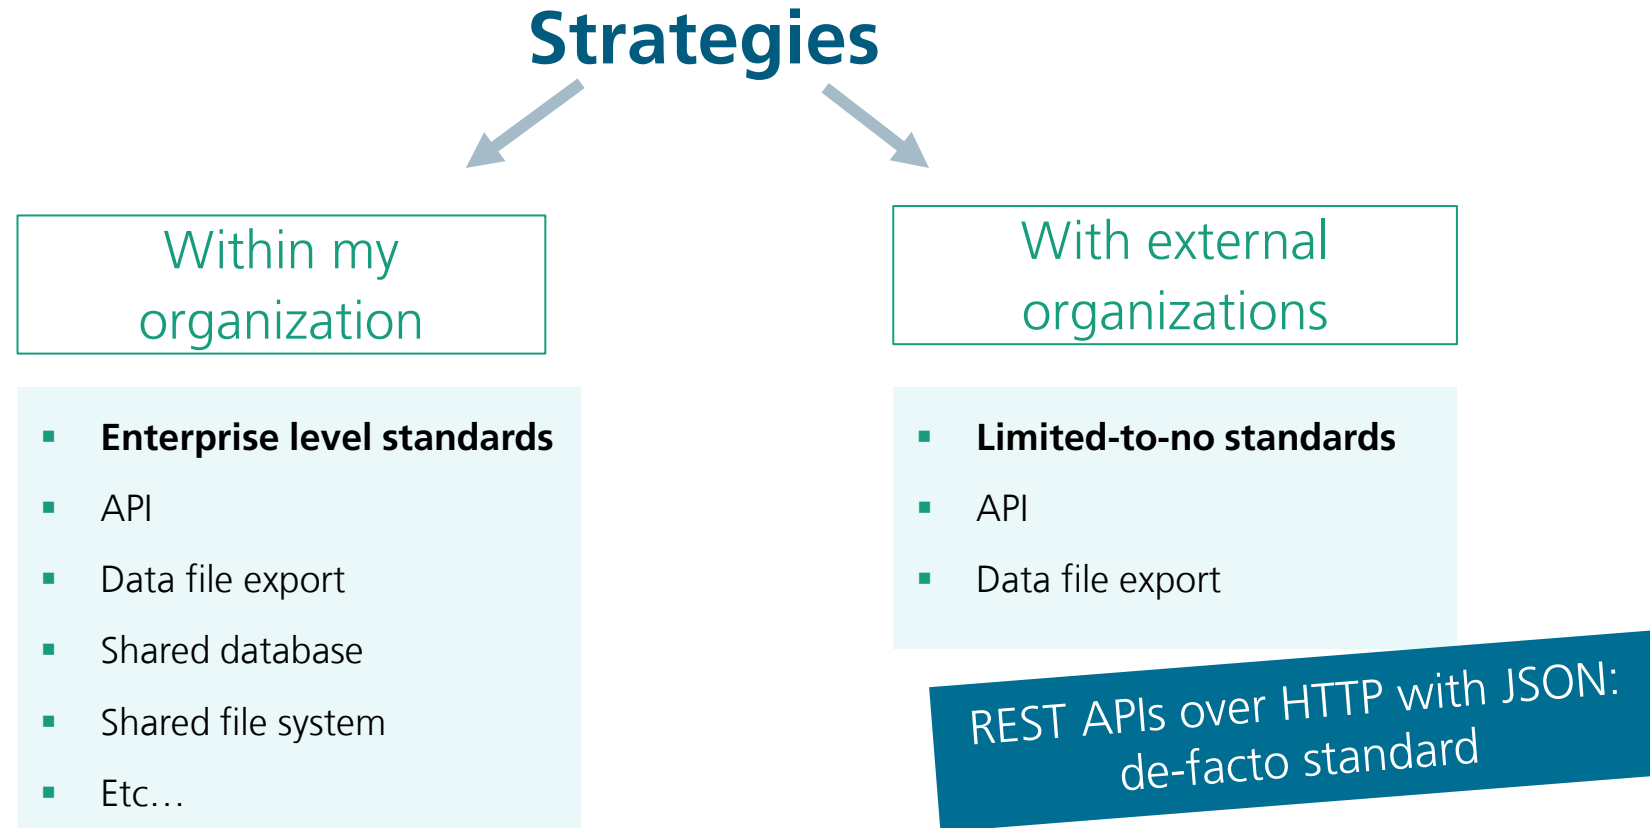 Strategies
Within my
organization
Enterprise level standards
API
Data file export
Shared database
Shared file system
Etc...
With external
organizations
Limited-to-no standards
API
Data file export
REST APIs over HTTP with JSON:
de-facto standard